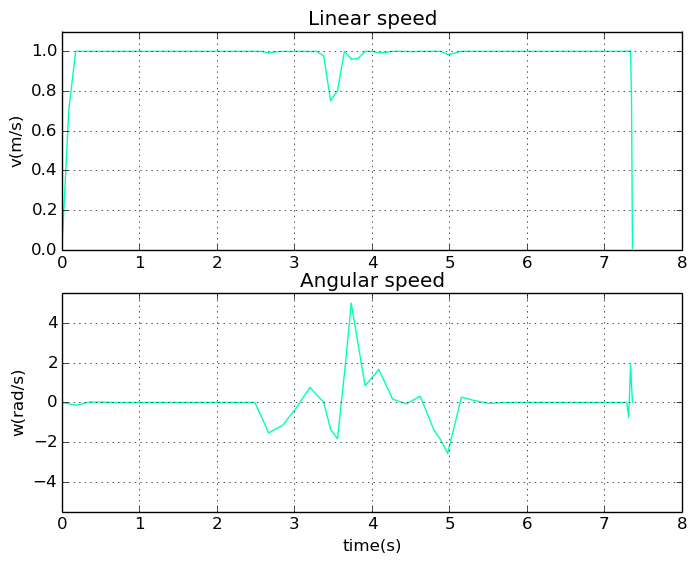 Linear speed
v(m/s)
1.0
0.8
0.6
0.4
0.2
0.0
0 1 2 3 4 5 6 7 8
Angular speed
w(rad/s)
4
2
0
−2
−4
0 1 2 3 4 5 6 7 8
time(s)